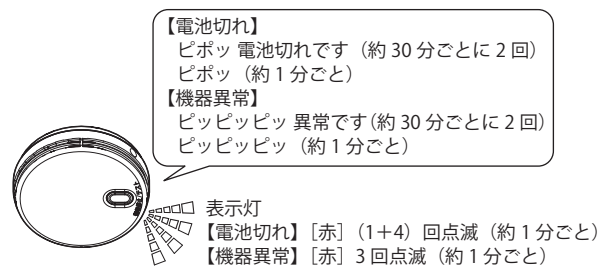 【電池切れ】
ピポッ 電池切れです（約 30 分ごとに 2 回）
ピポッ（約 1 分ごと）
【機器異常】
ピッピッピッ 異常です（約 30 分ごとに 2 回）
ピッピッピッ（約 1 分ごと）
表示灯
【電池切れ】［赤］（1+4）回点滅（約 1 分ごと）
【機器異常】［赤］3 回点滅（約 1 分ごと）